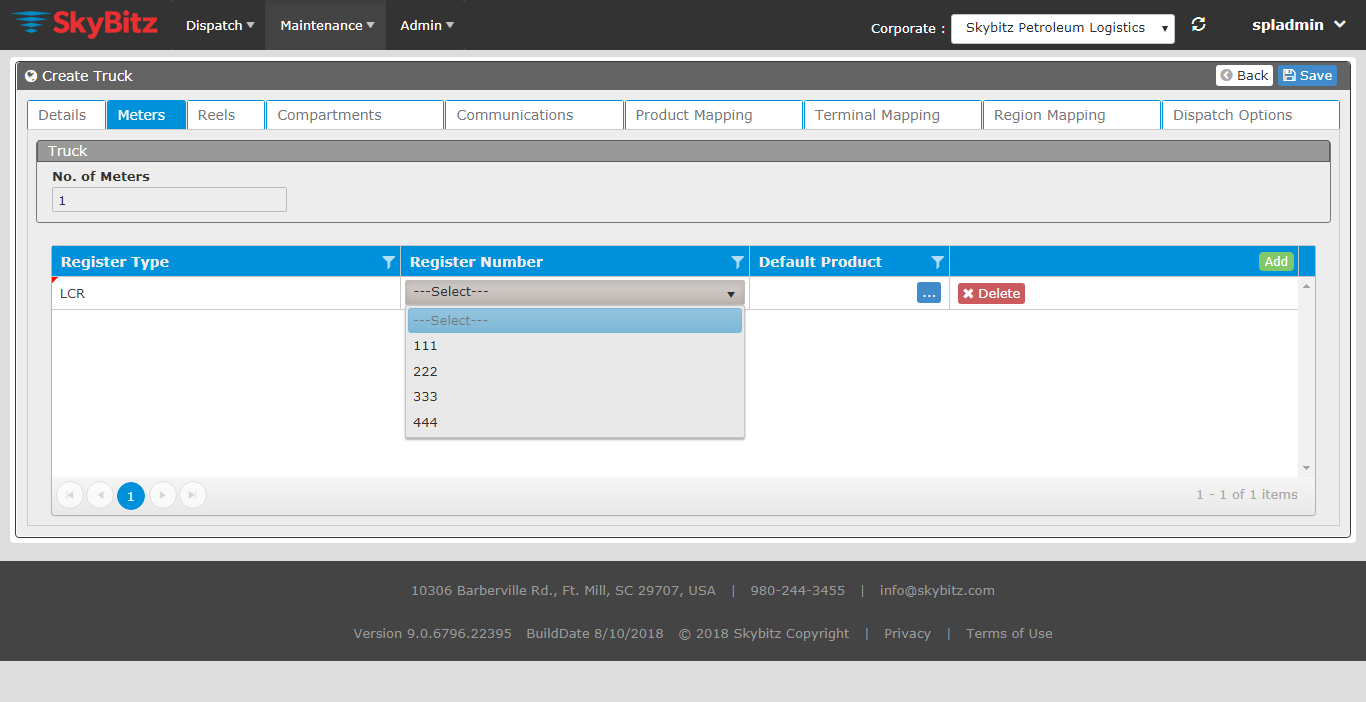 SkyBitz Dispatch Maintenance Admin Corporate : Skybitz Petroleum Logistics spladmin
Create Truck Back Save
Details Meters Reels Compartments Communications Product Mapping Terminal Mapping Region Mapping Dispatch Options
Truck
No. of Meters
1
Register Type Register Number Default Product Add
LCR ---Select--- ... Delete
---Select---
111
222
333
444
1 1 - 1 of 1 items
10306 Barberville Rd., Ft. Mill, SC 29707, USA | 980-244-3455 | info@skybitz.com
Version 9.0.6796.22395 BuildDate 8/10/2018 © 2018 Skybitz Copyright | Privacy | Terms of Use